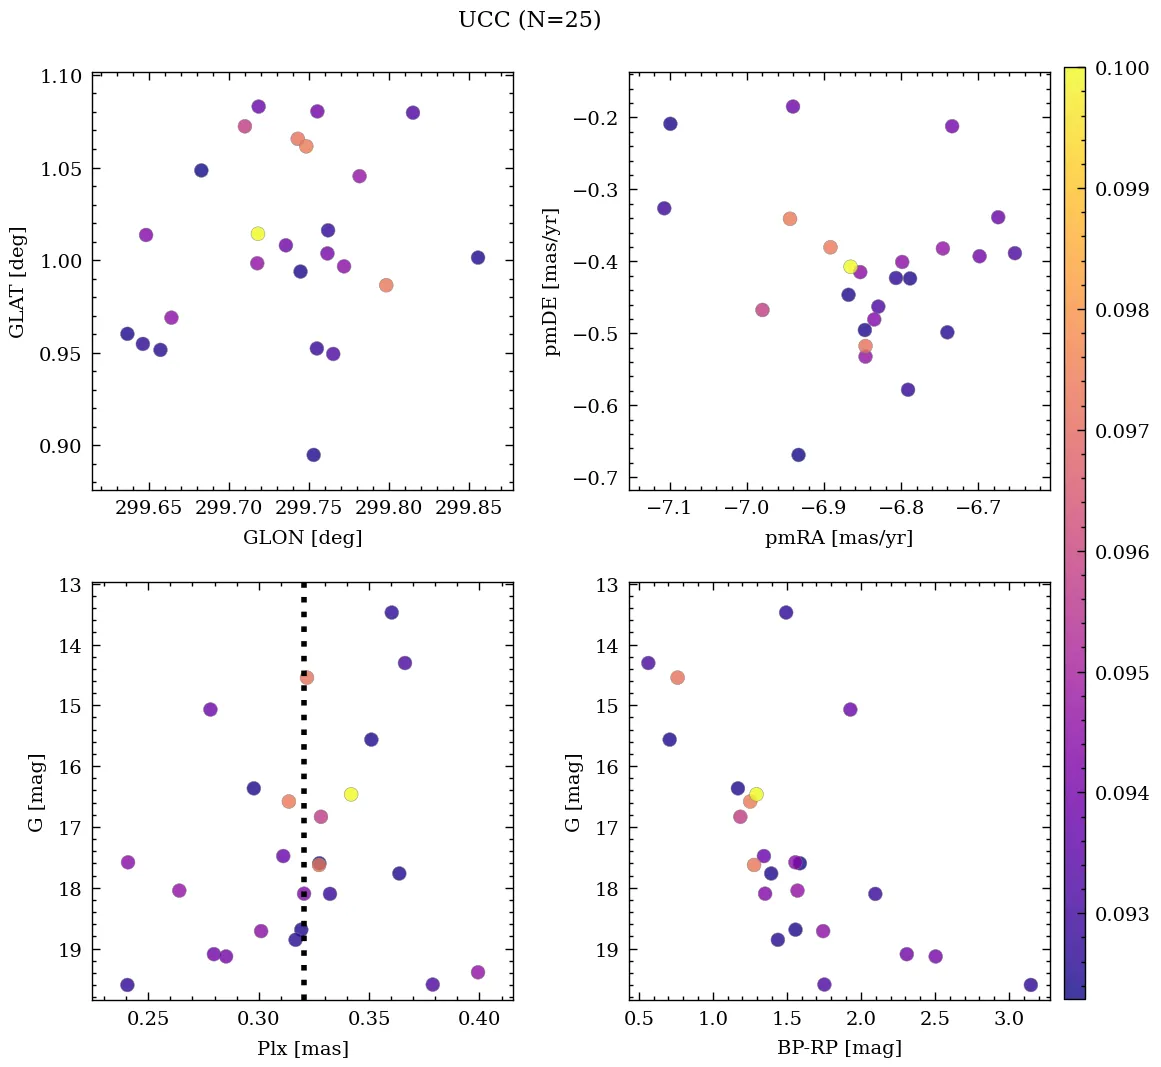 UCC (N=25)
1.10
1.05
1.00
0.95
0.90
GLAT [deg]
299.65 299.70 299.75 299.80 299.85
GLON [deg]
−0.2
−0.3
−0.4
−0.5
−0.6
−0.7
pmDE [mas/yr]
−7.1 −7.0 −6.9 −6.8 −6.7
pmRA [mas/yr]
13
14
15
16
17
18
19
G [mag]
0.25 0.30 0.35 0.40
Plx [mas]
13
14
15
16
17
18
19
G [mag]
0.5 1.0 1.5 2.0 2.5 3.0
BP-RP [mag]
0.100
0.099
0.098
0.097
0.096
0.095
0.094
0.093